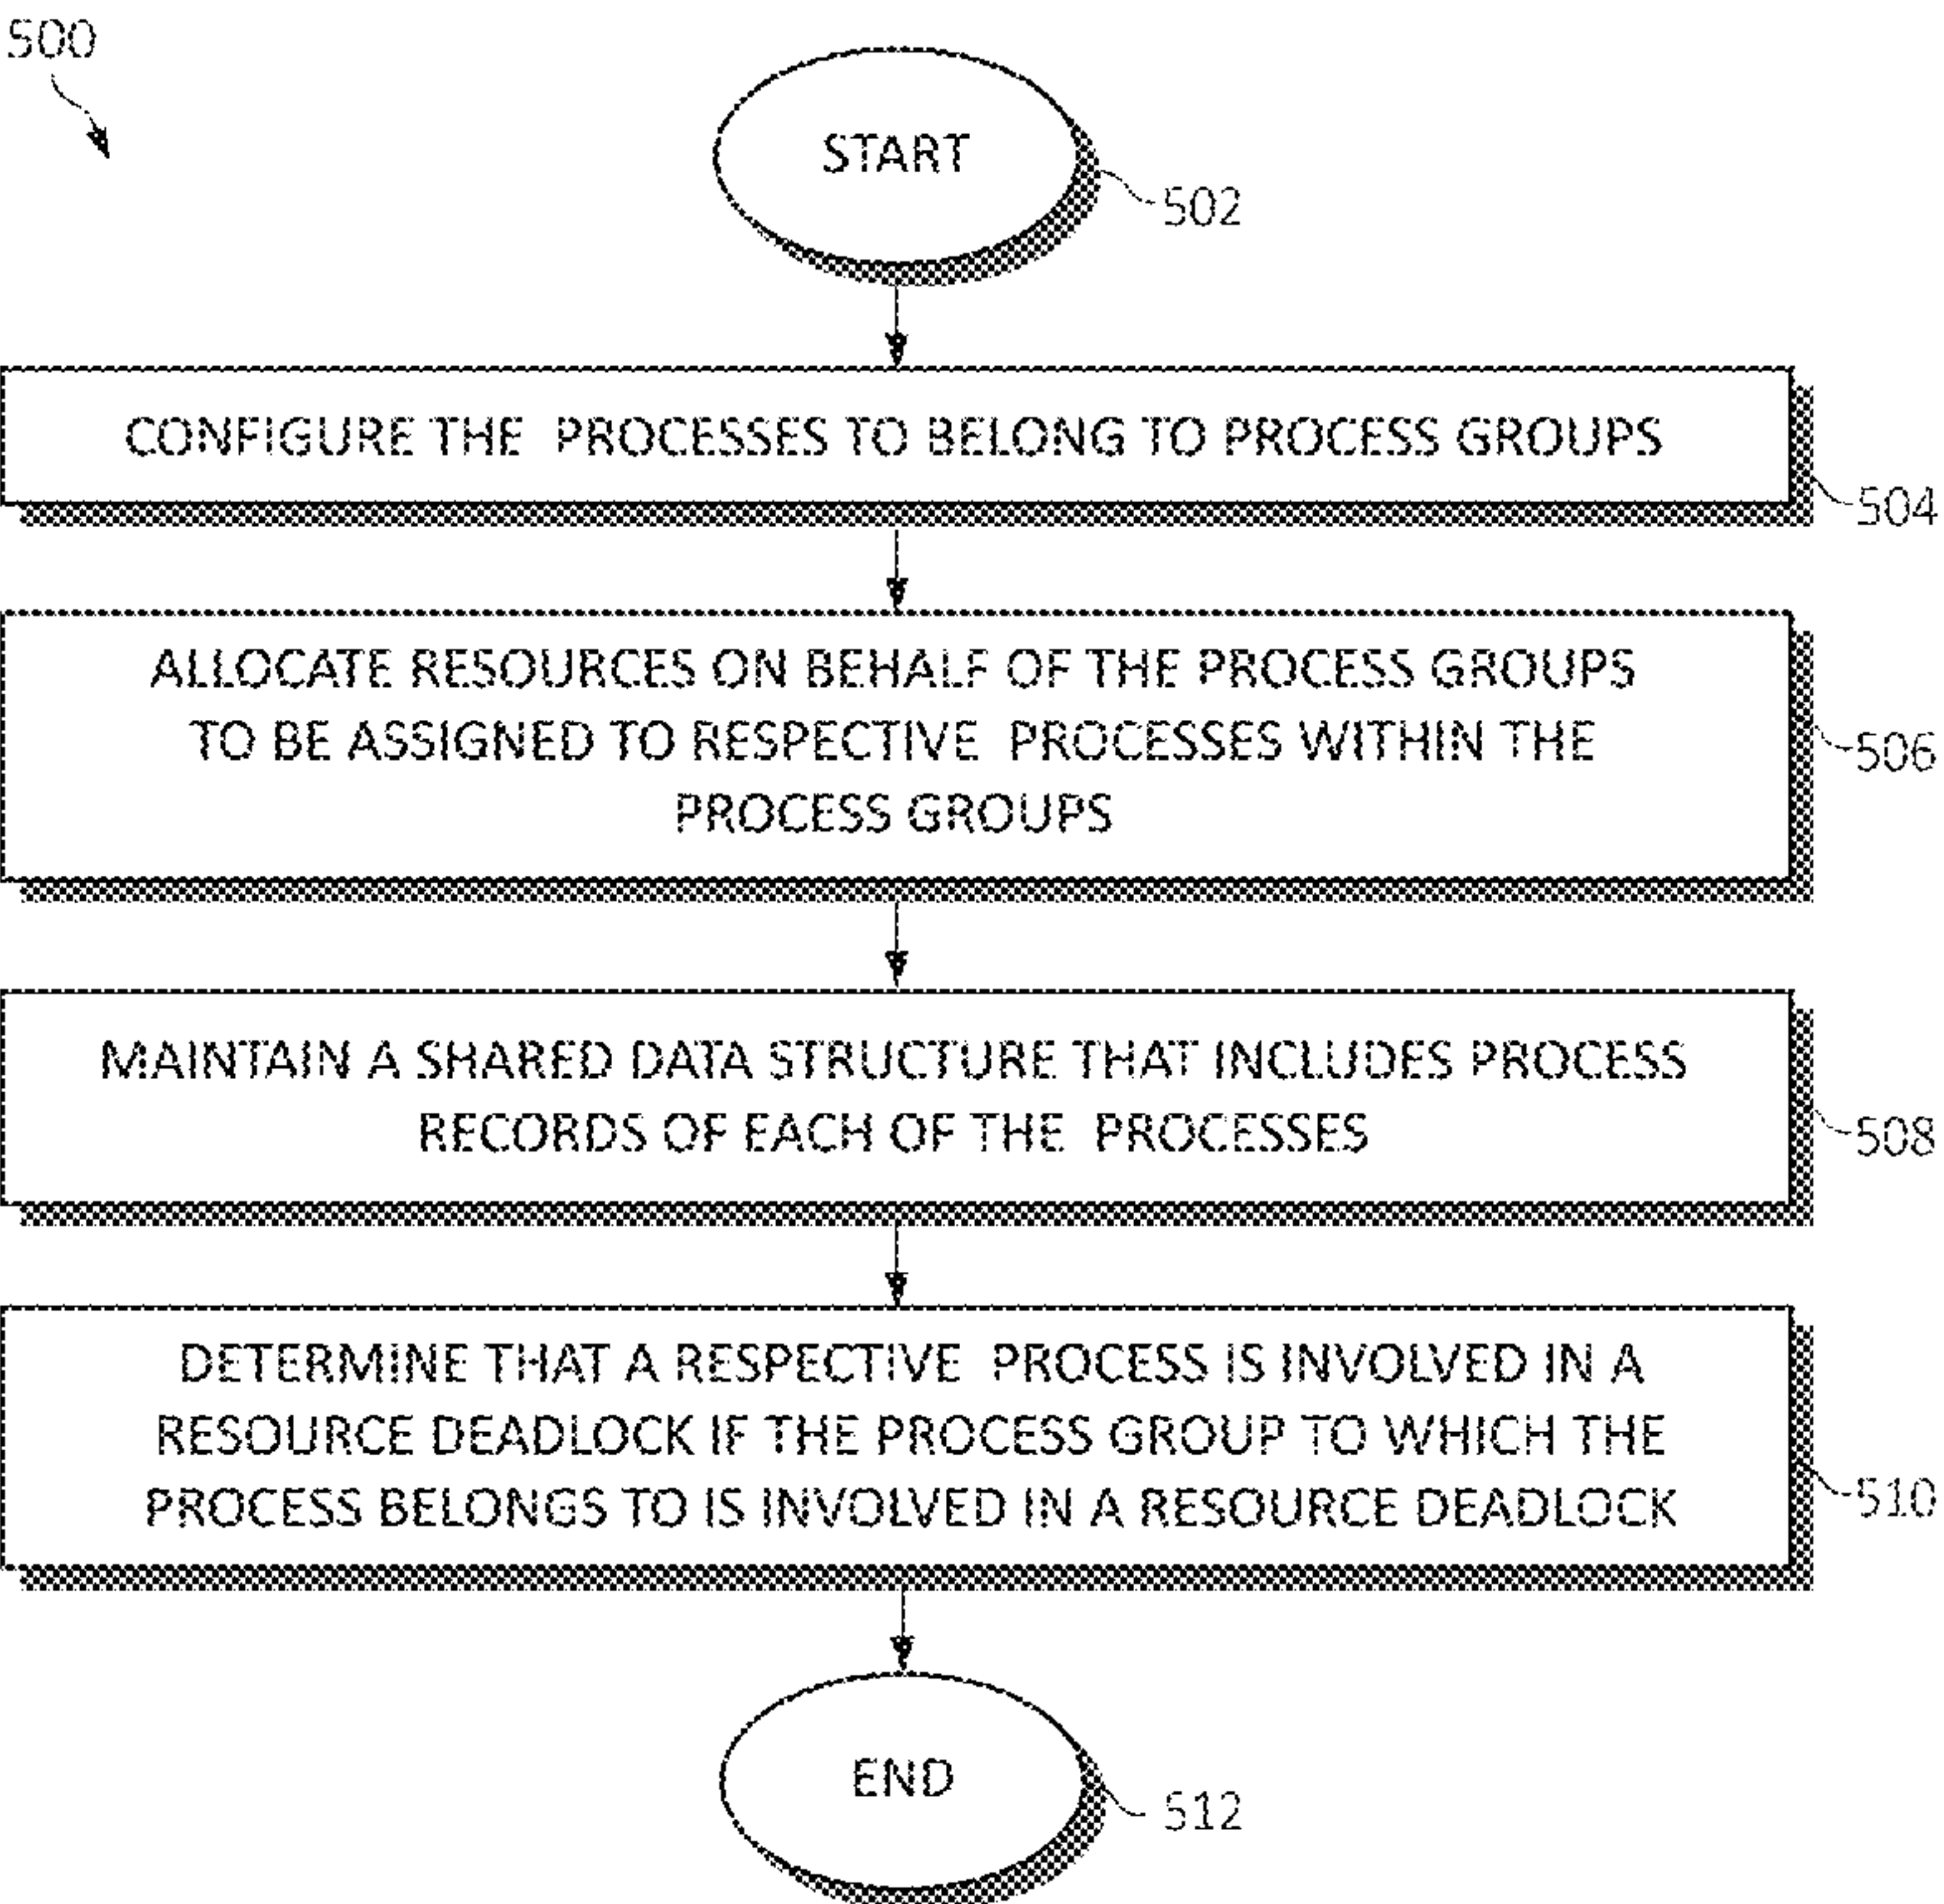 500
START
502
CONFIGURE THE PROCESSES TO BELONG TO PROCESS GROUPS
504
ALLOCATE RESOURCES ON BEHALF OF THE PROCESS GROUPS
TO BE ASSIGNED TO RESPECTIVE PROCESSES WITHIN THE
PROCESS GROUPS
506
MAINTAIN A SHARED DATA STRUCTURE THAT INCLUDES PROCESS
RECORDS OF EACH OF THE PROCESSES
508
DETERMINE THAT A RESPECTIVE PROCESS IS INVOLVED IN A
RESOURCE DEADLOCK IF THE PROCESS GROUP TO WHICH THE
PROCESS BELONGS TO IS INVOLVED IN A RESOURCE DEADLOCK
510
END
512